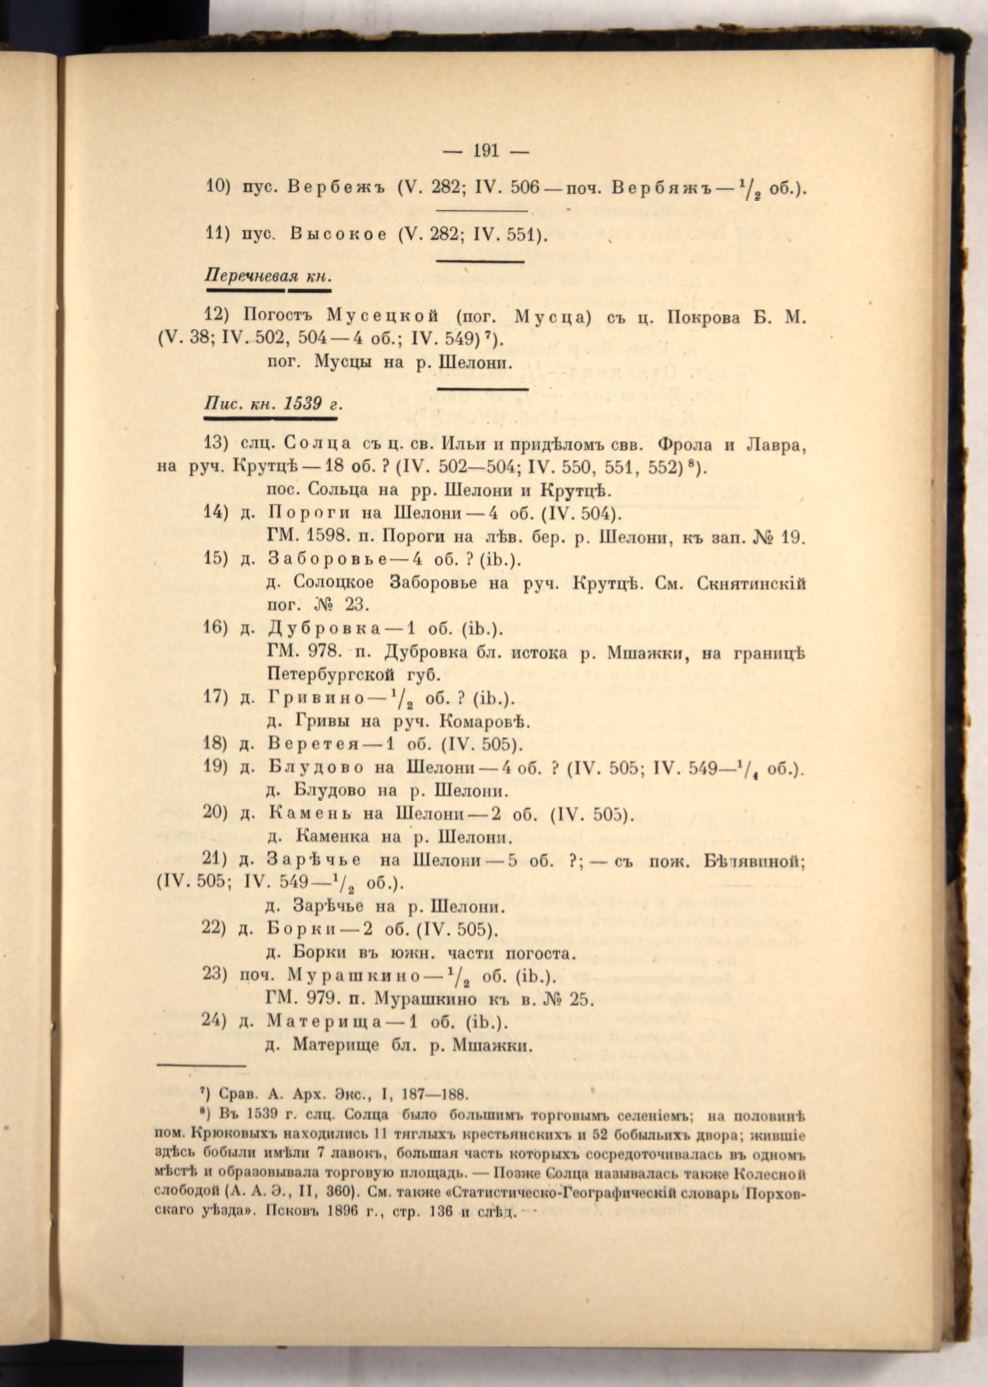 — 191 —
10) пус. Вербежъ (V. 282; IV. 506 — поч. Вербяжъ — ¹/₂ об.).
11) пус. Высокое (V. 282; IV. 551).
Перечневая кн.
12) Погостъ Мусецкой (пог. Мусца) съ ц. Покрова Б. М.
(V. 38; IV. 502, 504 — 4 об.; IV. 549) ⁷).
пог. Мусцы на р. Шелони.
Пис. кн. 1539 г.
13) слц. Солца съ ц. св. Ильи и придѣломъ свв. Фрола и Лавра,
на руч. Крутцѣ — 18 об. ? (IV. 502—504; IV. 550, 551, 552) ⁸).
пос. Сольца на рр. Шелони и Крутцѣ.
14) д. Пороги на Шелони — 4 об. (IV. 504).
ГМ. 1598. п. Пороги на лѣв. бер. р. Шелони, къ зап. № 19.
15) д. Заборовье — 4 об. ? (ib.).
д. Солоцкое Заборовье на руч. Крутцѣ. См. Скнятинскій
пог. № 23.
16) д. Дубровка — 1 об. (ib.).
ГМ. 978. п. Дубровка бл. истока р. Мшажки, на границѣ
Петербургской губ.
17) д. Гривино — ¹/₂ об. ? (ib.).
д. Гривы на руч. Комаровѣ.
18) д. Веретея — 1 об. (IV. 505).
19) д. Блудово на Шелони — 4 об. ? (IV. 505; IV. 549—¹/₄ об.).
д. Блудово на р. Шелони.
20) д. Камень на Шелони — 2 об. (IV. 505).
д. Каменка на р. Шелони.
21) д. Зарѣчье на Шелони — 5 об. ?; — съ пож. Бѣтявиной;
(IV. 505; IV. 549—¹/₂ об.).
д. Зарѣчье на р. Шелони.
22) д. Борки — 2 об. (IV. 505).
д. Борки въ южн. части погоста.
23) поч. Мурашкино — ¹/₂ об. (ib.).
ГМ. 979. п. Мурашкино къ в. № 25.
24) д. Материща — 1 об. (ib.).
д. Материще бл. р. Мшажки.
⁷) Срав. А. Арх. Экс., I, 187—188.
⁸) Въ 1539 г. слц. Солца было большимъ торговымъ селеніемъ; на половинѣ
пом. Крюковыхъ находились 11 тяглыхъ крестьянскихъ и 52 бобыльихъ двора; жившіе
здѣсь бобыли имѣли 7 лавокъ, большая часть которыхъ сосредоточивалась въ одномъ
мѣстѣ и образовывала торговую площадь. — Позже Солца называлась также Колесной
слободой (А. А. Э., II, 360). См. также «Статистическо-Географическій словарь Порхов-
скаго уѣзда». Псковъ 1896 г., стр. 136 и слѣд.